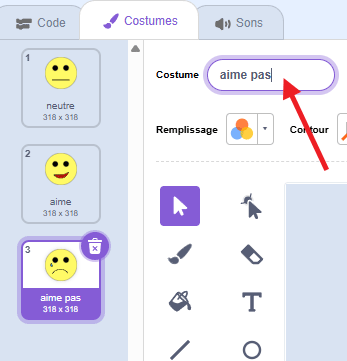 Code
Costumes
Sons
1
neutre
318 x 318
2
aime
318 x 318
3
aime pas
318 x 318
Costume
aime pas
Remplissage
Contour
T